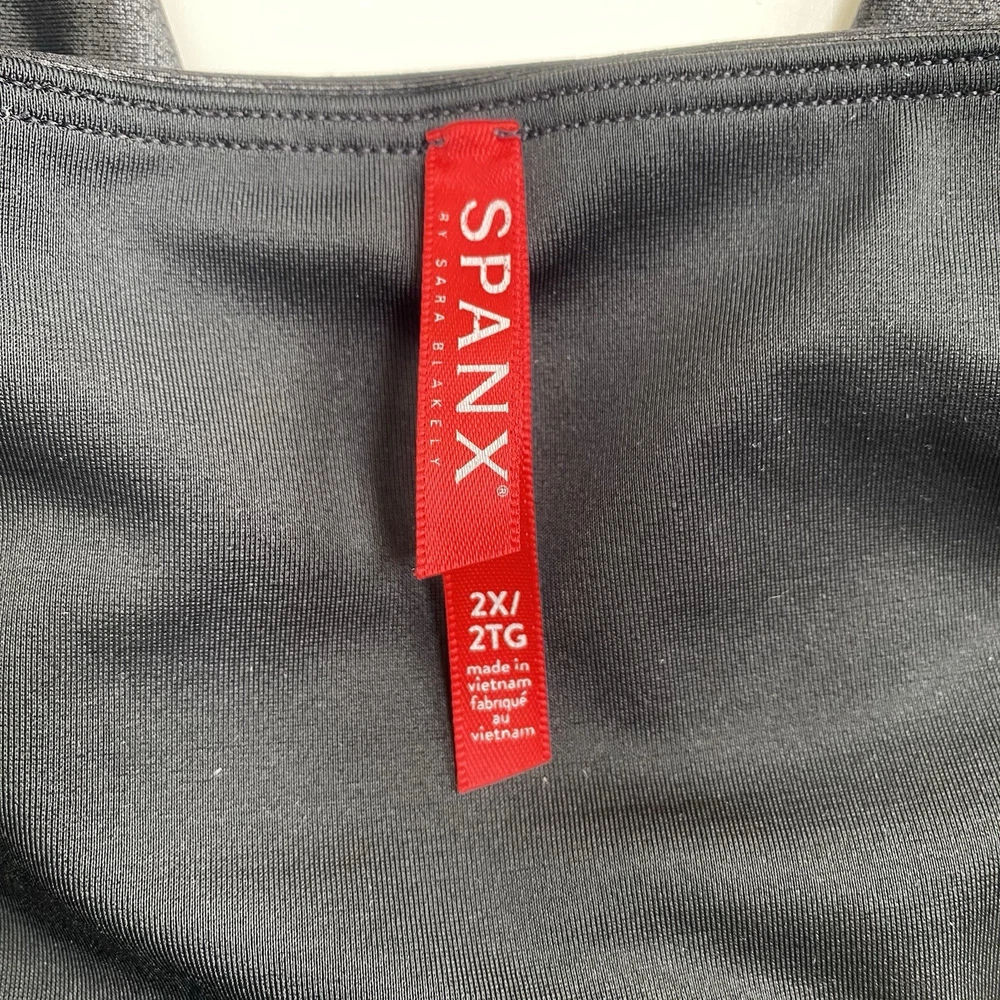 SPANX®
BY SARA BLAKELY
2X/
2TG
made in
vietnam
fabriqué
au
vietnam